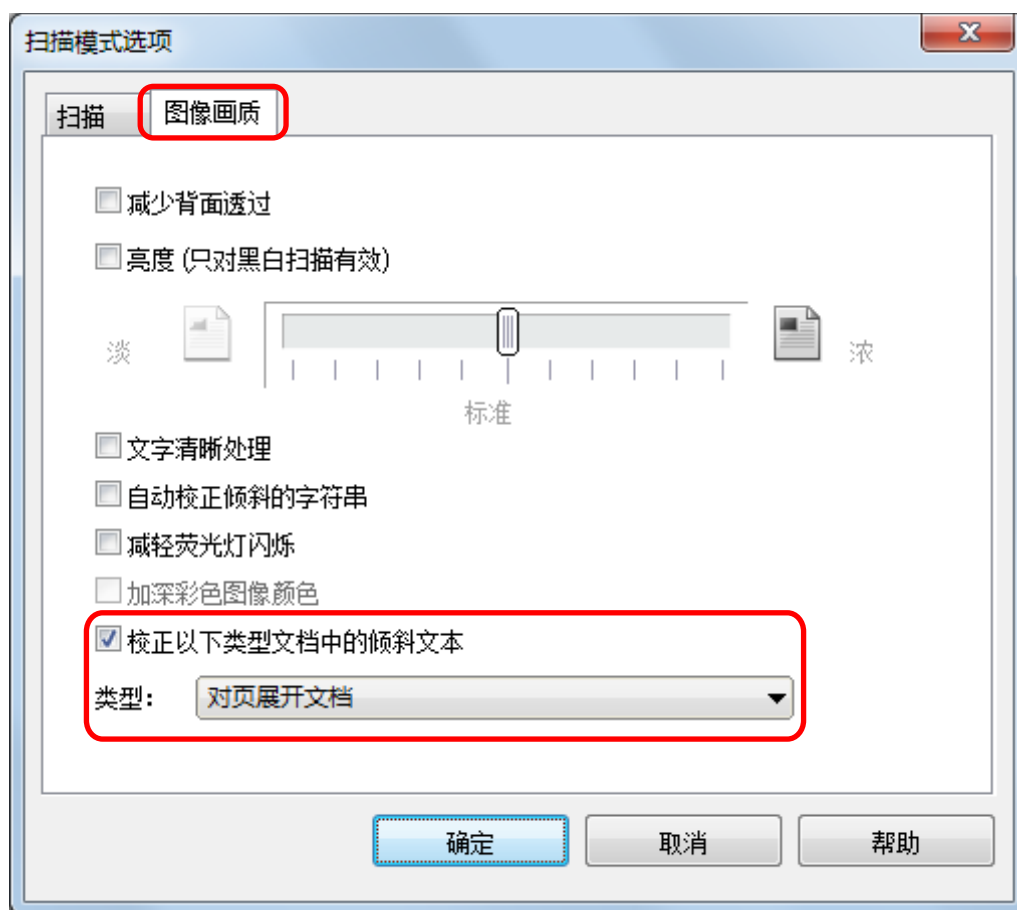 扫描模式选项
扫描 图像画质
减少背面透过
亮度 (只对黑白扫描有效)
淡 浓
标准
文字清晰处理
自动校正倾斜的字符串
减轻荧光灯闪烁
加深彩色图像颜色
校正以下类型文档中的倾斜文本
类型： 对页展开文档
确定 取消 帮助